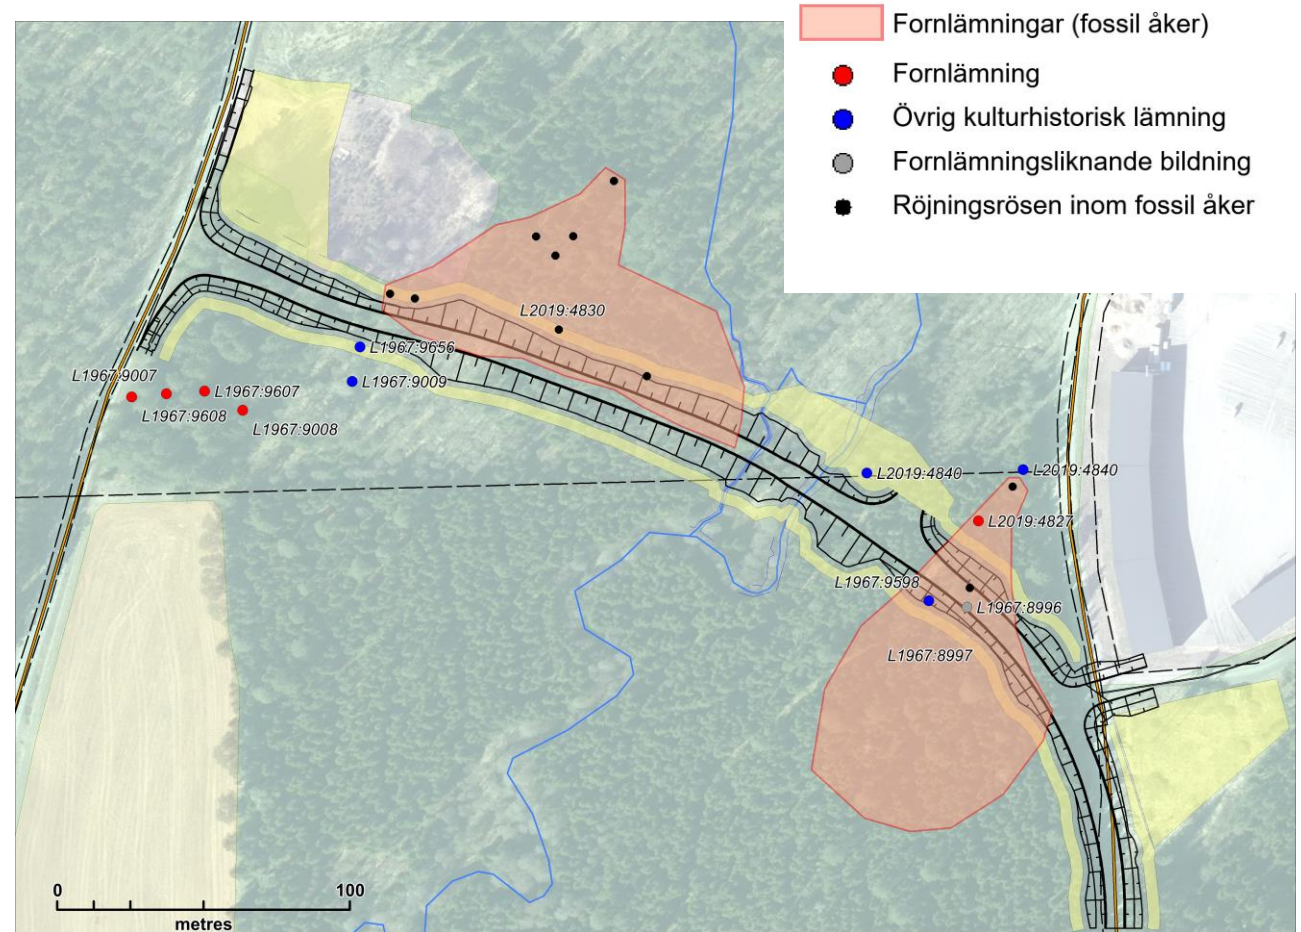 Fornlämningar (fossil åker)
Fornlämning
Övrig kulturhistorisk lämning
Fornlämningsliknande bildning
Röjningsrösen inom fossil åker
L2019:4830
L1967:9656
L1967:9007
L1967:9009
L1967:9607
L1967:9608
L1967:9008
L2019:4840
L2019:4840
L2019:4827
L1967:9598
L1967:8996
L1967:8997
0 100
metres